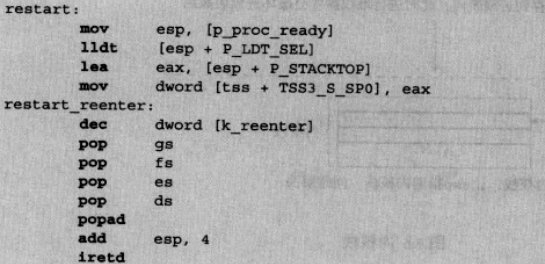 restart:
mov esp, [p_proc_ready]
lldt [esp + P_LDT_SEL]
lea eax, [esp + P_STACKTOP]
mov dword [tss + TSS3_S_SP0], eax
restart_reenter:
dec dword [k_reenter]
pop gs
pop fs
pop es
pop ds
popad
add esp, 4
iretd